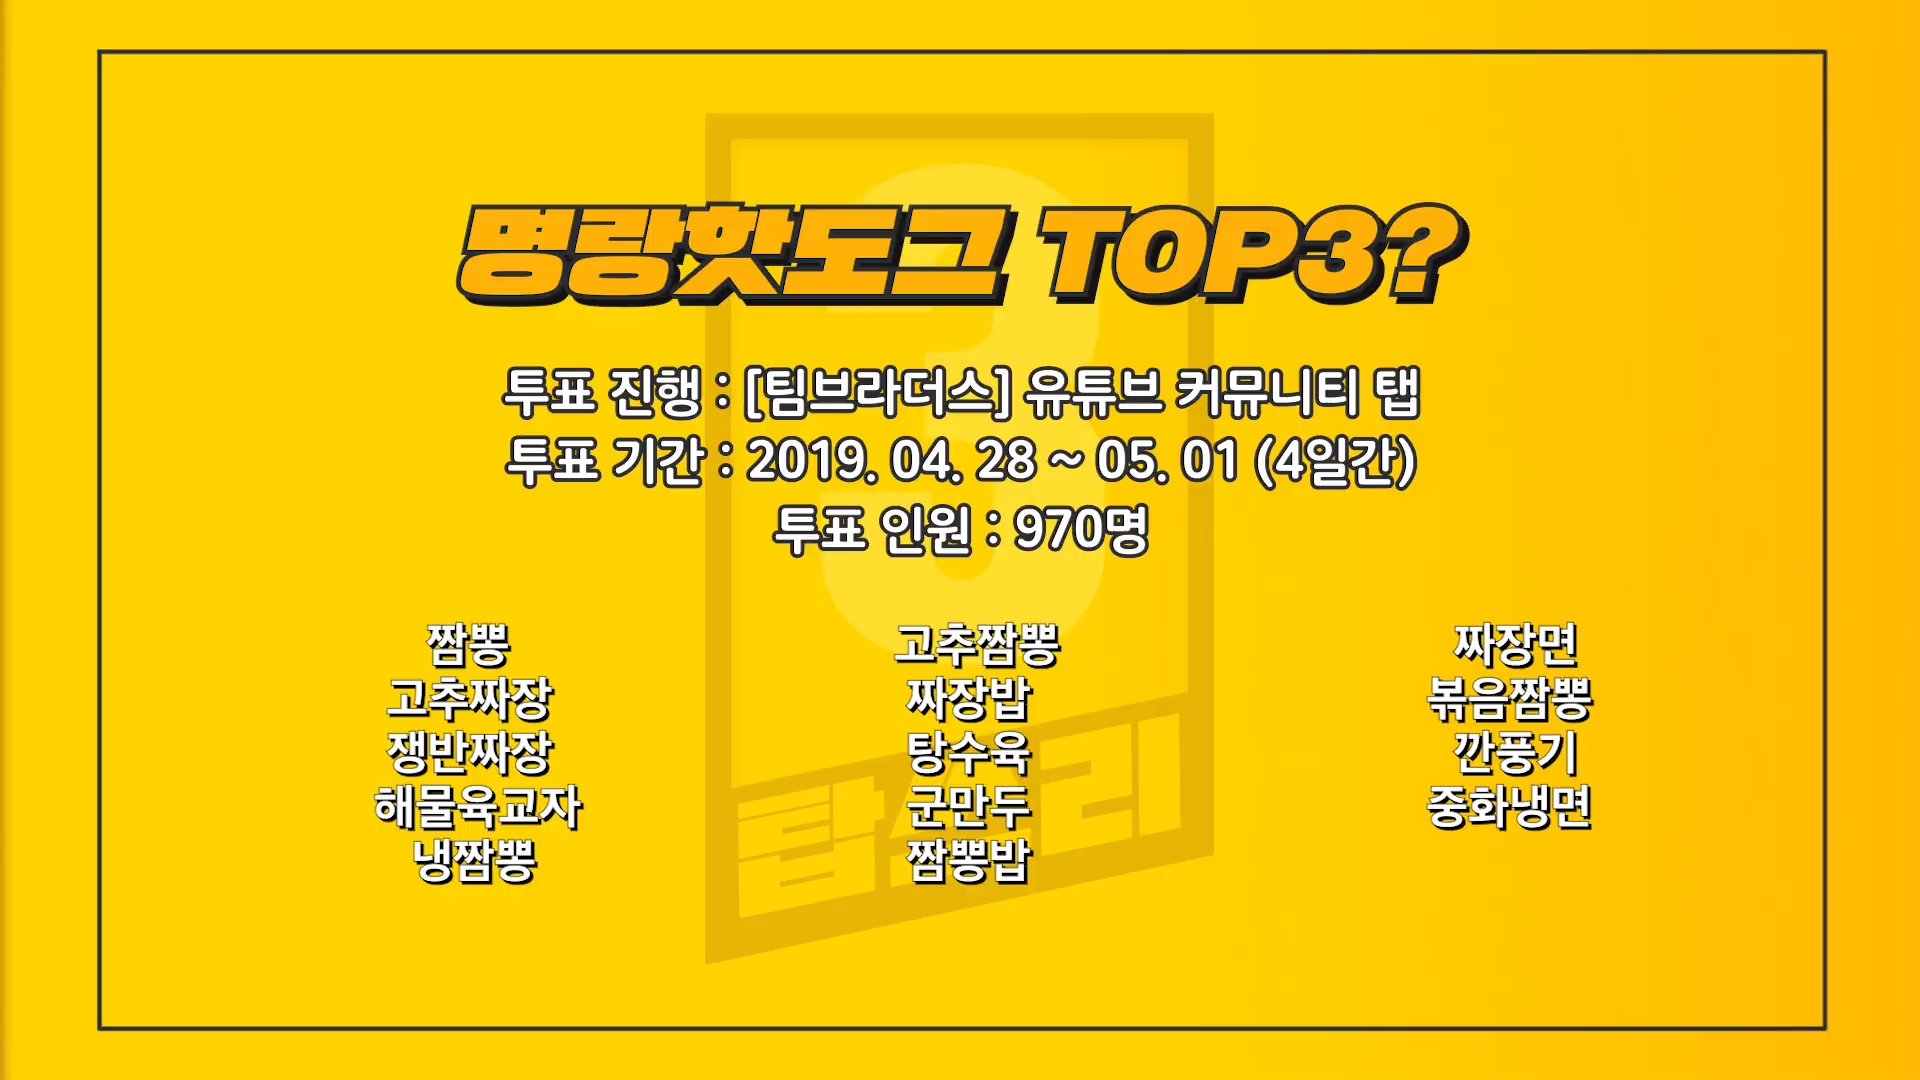 명랑핫도그 TOP3?
투표 진행 : [팀브라더스] 유튜브 커뮤니티 탭
투표 기간 : 2019. 04. 28 ~ 05. 01 (4일간)
투표 인원 : 970명
짬뽕 고추짬뽕 짜장면
고추짜장 짜장밥 볶음짬뽕
쟁반짜장 탕수육 깐풍기
해물육교자 군만두 중화냉면
냉짬뽕 짬뽕밥
3
탑스리